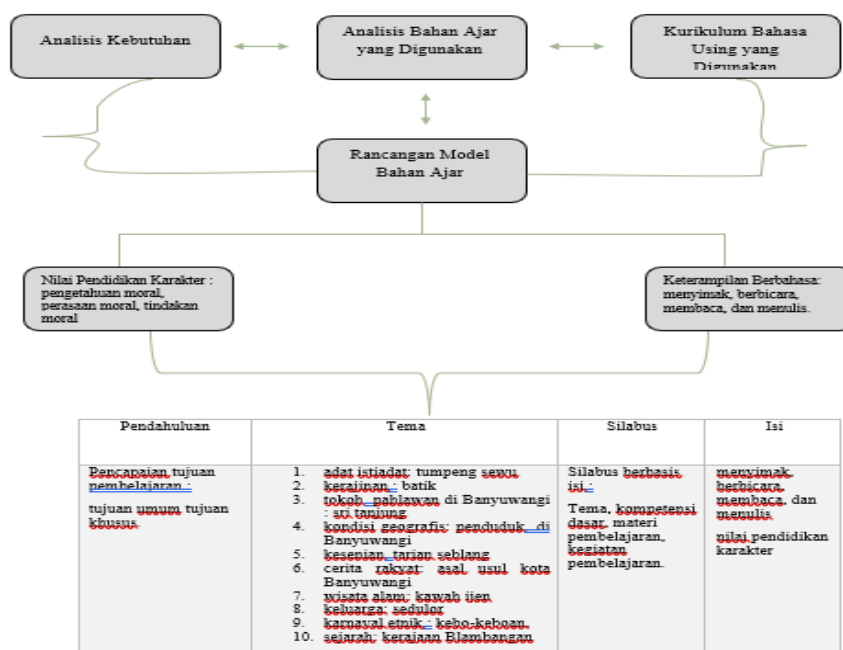 Analisis Kebutuhan
Analisis Bahan Ajar
yang Digunakan
Kurikulum Bahasa
Using yang
Digunakan
Rancangan Model
Bahan Ajar
Nilai Pendidikan Karakter :
pengetahuan moral,
perasaan moral, tindakan
moral
Keterampilan Berbahasa:
menyimak, berbicara,
membaca, dan menulis.
Pendahuluan
Tema
Silabus
Isi
Pencapaian tujuan
pembelajaran :
tujuan umum tujuan
khusus
1. adat istiadat: tumpeng sewu
2. kerajinan : batik
3. tokoh pahlawan di Banyuwangi
: sri tanjung
4. kondisi geografis: penduduk di
Banyuwangi
5. kesenian tarian seblang
6. cerita rakyat: asal usul kota
Banyuwangi
7. wisata alam: kawah ijen
8. keluarga: sedulor
9. karnaval etnik : kebo-keboan
10. sejarah: kerajaan Blambangan
Silabus berbasis
isi :
Tema, kompetensi
dasar, materi
pembelajaran,
kegiatan
pembelajaran.
menyimak,
berbicara,
membaca, dan
menulis
nilai pendidikan
karakter